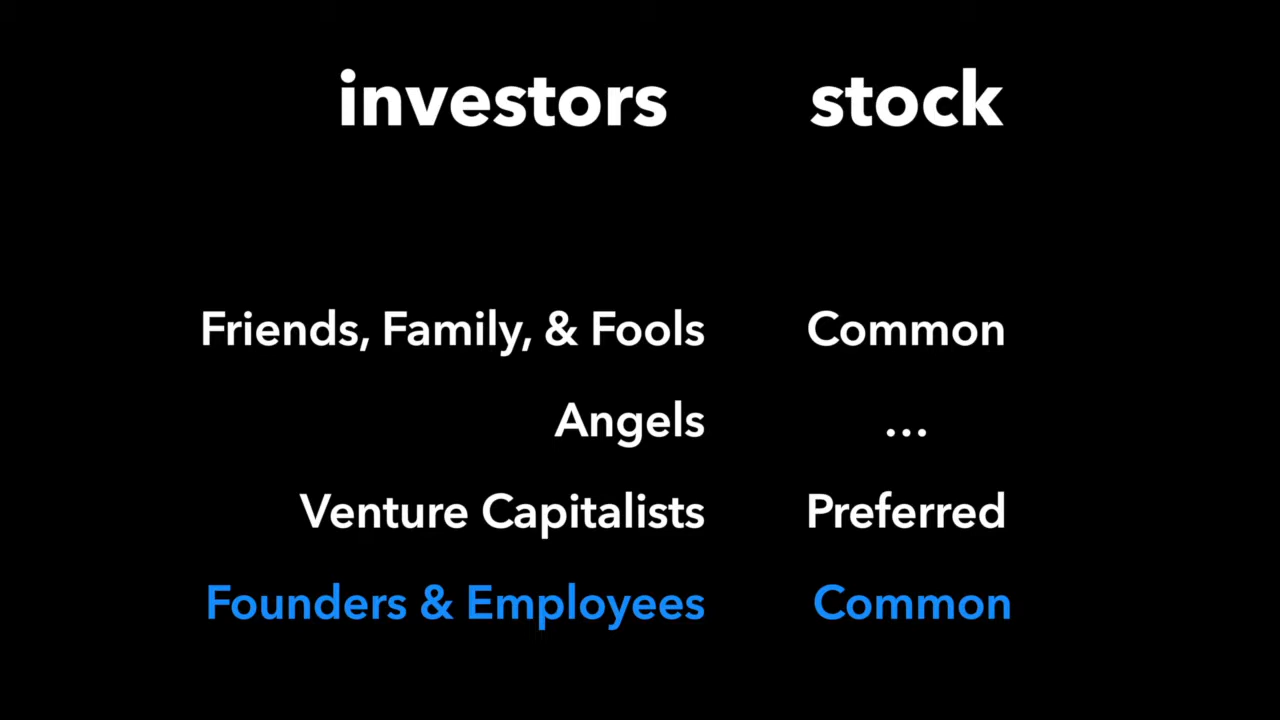 investors stock
Friends, Family, & Fools Common
Angels …
Venture Capitalists Preferred
Founders & Employees Common